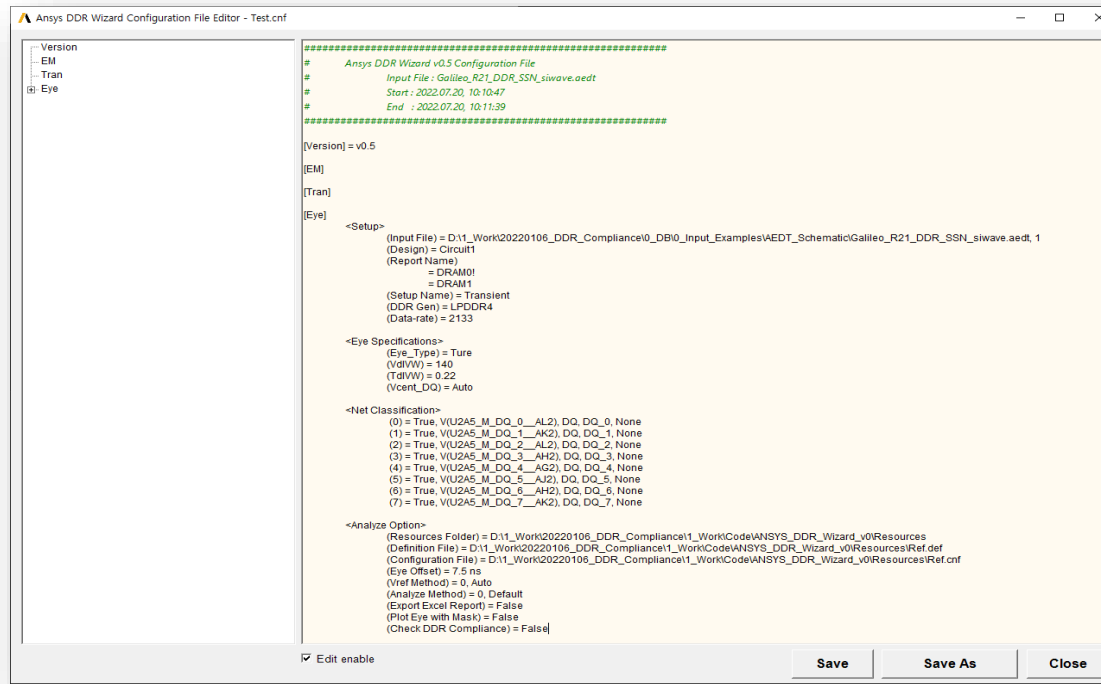 Ansys DDR Wizard Configuration File Editor - Test.cnf
Version
EM
Tran
Eye
############################################################
# Ansys DDR Wizard v0.5 Configuration File
# Input File : Galileo_R21_DDR_SSN_siwave.aedt
# Start : 2022.07.20, 10:10:47
# End : 2022.07.20, 10:11:39
############################################################
[Version] = v0.5
[EM]
[Tran]
[Eye]
<Setup>
(Input File) = D:\1_Work\20220106_DDR_Compliance\0_DB\0_Input_Examples\AEDT_Schematic\Galileo_R21_DDR_SSN_siwave.aedt, 1
(Design) = Circuit1
(Report Name)
= DRAM0!
= DRAM1
(Setup Name) = Transient
(DDR Gen) = LPDDR4
(Data-rate) = 2133
<Eye Specifications>
(Eye_Type) = Ture
(VdIVW) = 140
(TdIVW) = 0.22
(Vcent_DQ) = Auto
<Net Classification>
(0) = True, V(U2A5_M_DQ_0__AL2), DQ, DQ_0, None
(1) = True, V(U2A5_M_DQ_1__AK2), DQ, DQ_1, None
(2) = True, V(U2A5_M_DQ_2__AL2), DQ, DQ_2, None
(3) = True, V(U2A5_M_DQ_3__AH2), DQ, DQ_3, None
(4) = True, V(U2A5_M_DQ_4__AG2), DQ, DQ_4, None
(5) = True, V(U2A5_M_DQ_5__AJ2), DQ, DQ_5, None
(6) = True, V(U2A5_M_DQ_6__AH2), DQ, DQ_6, None
(7) = True, V(U2A5_M_DQ_7__AK2), DQ, DQ_7, None
<Analyze Option>
(Resources Folder) = D:\1_Work\20220106_DDR_Compliance\1_Work\Code\ANSYS_DDR_Wizard_v0\Resources
(Definition File) = D:\1_Work\20220106_DDR_Compliance\1_Work\Code\ANSYS_DDR_Wizard_v0\Resources\Ref.def
(Configuration File) = D:\1_Work\20220106_DDR_Compliance\1_Work\Code\ANSYS_DDR_Wizard_v0\Resources\Ref.cnf
(Eye Offset) = 7.5 ns
(Vref Method) = 0, Auto
(Analyze Method) = 0, Default
(Export Excel Report) = False
(Plot Eye with Mask) = False
(Check DDR Compliance) = False
Edit enable
Save
Save As
Close